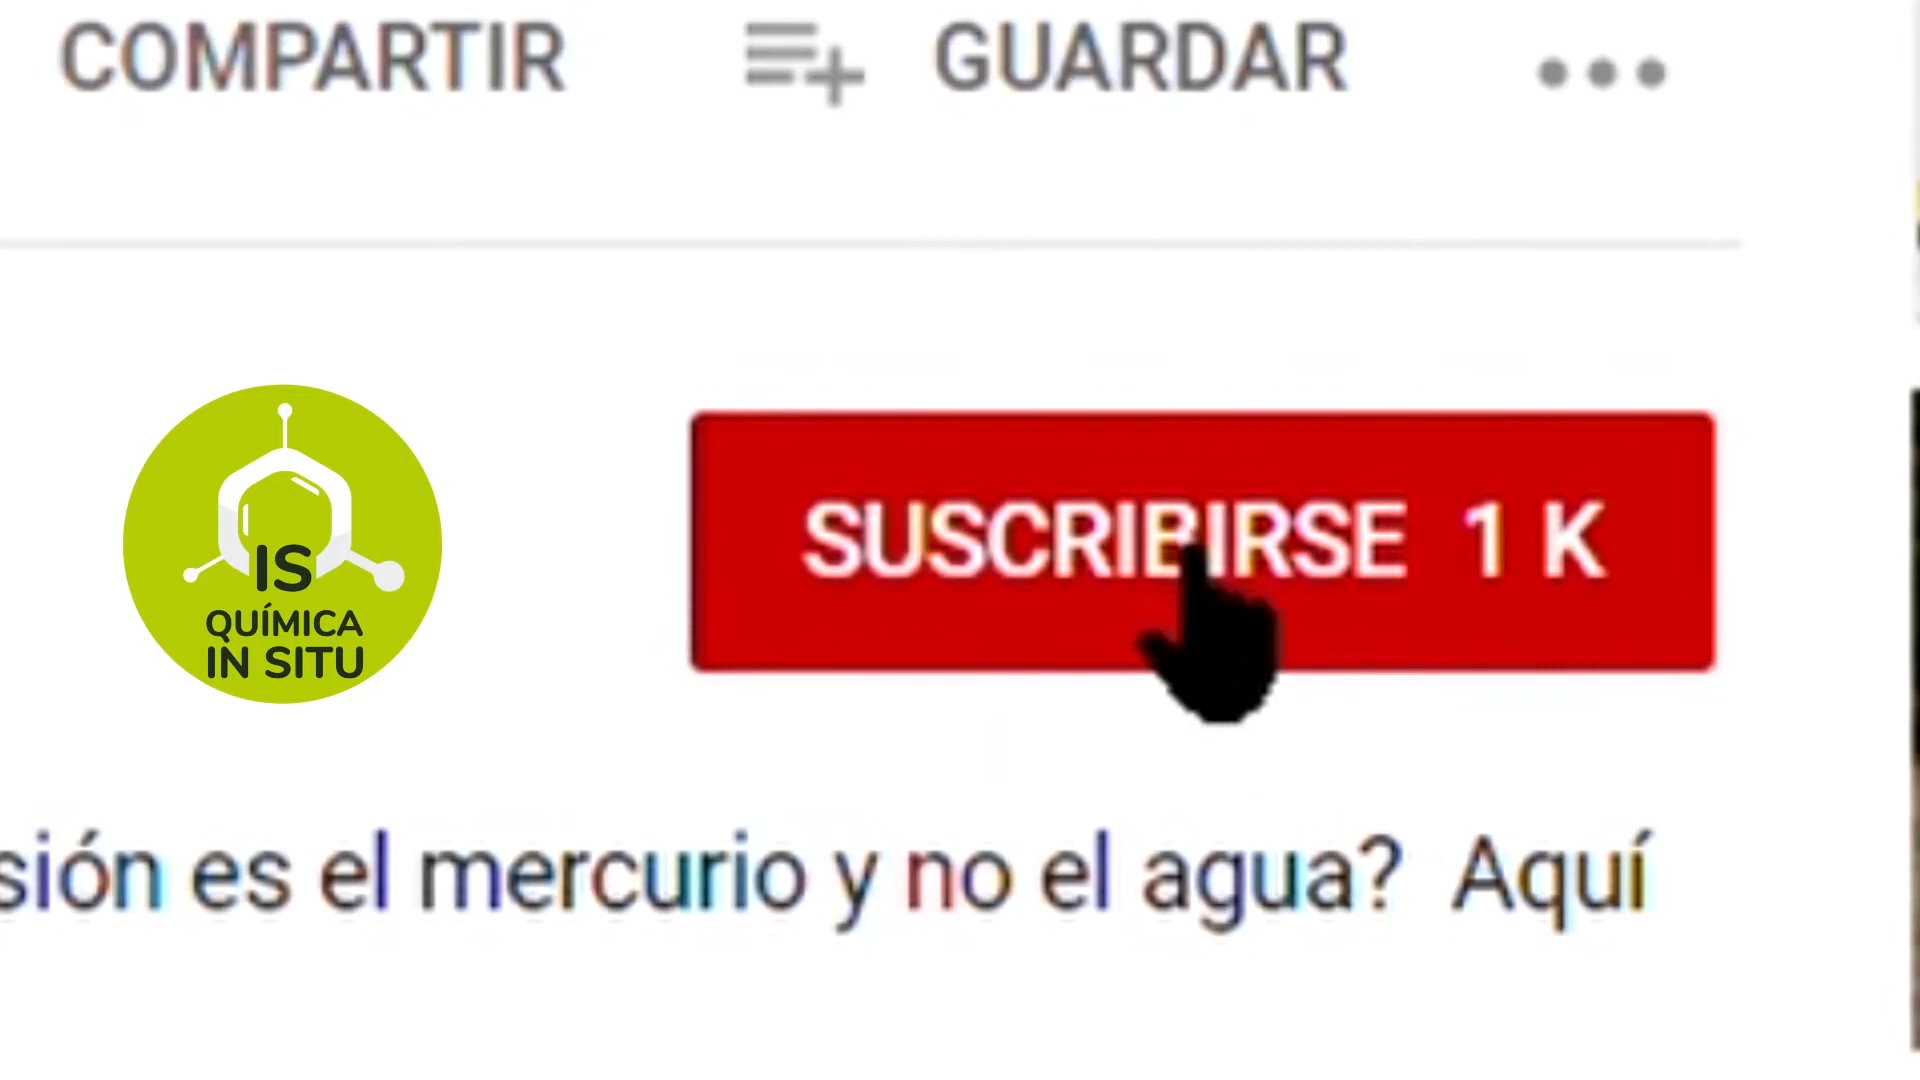 COMPARTIR GUARDAR
SUSCRIBIRSE 1 K
IS
QUÍMICA
IN SITU
sión es el mercurio y no el agua? Aquí